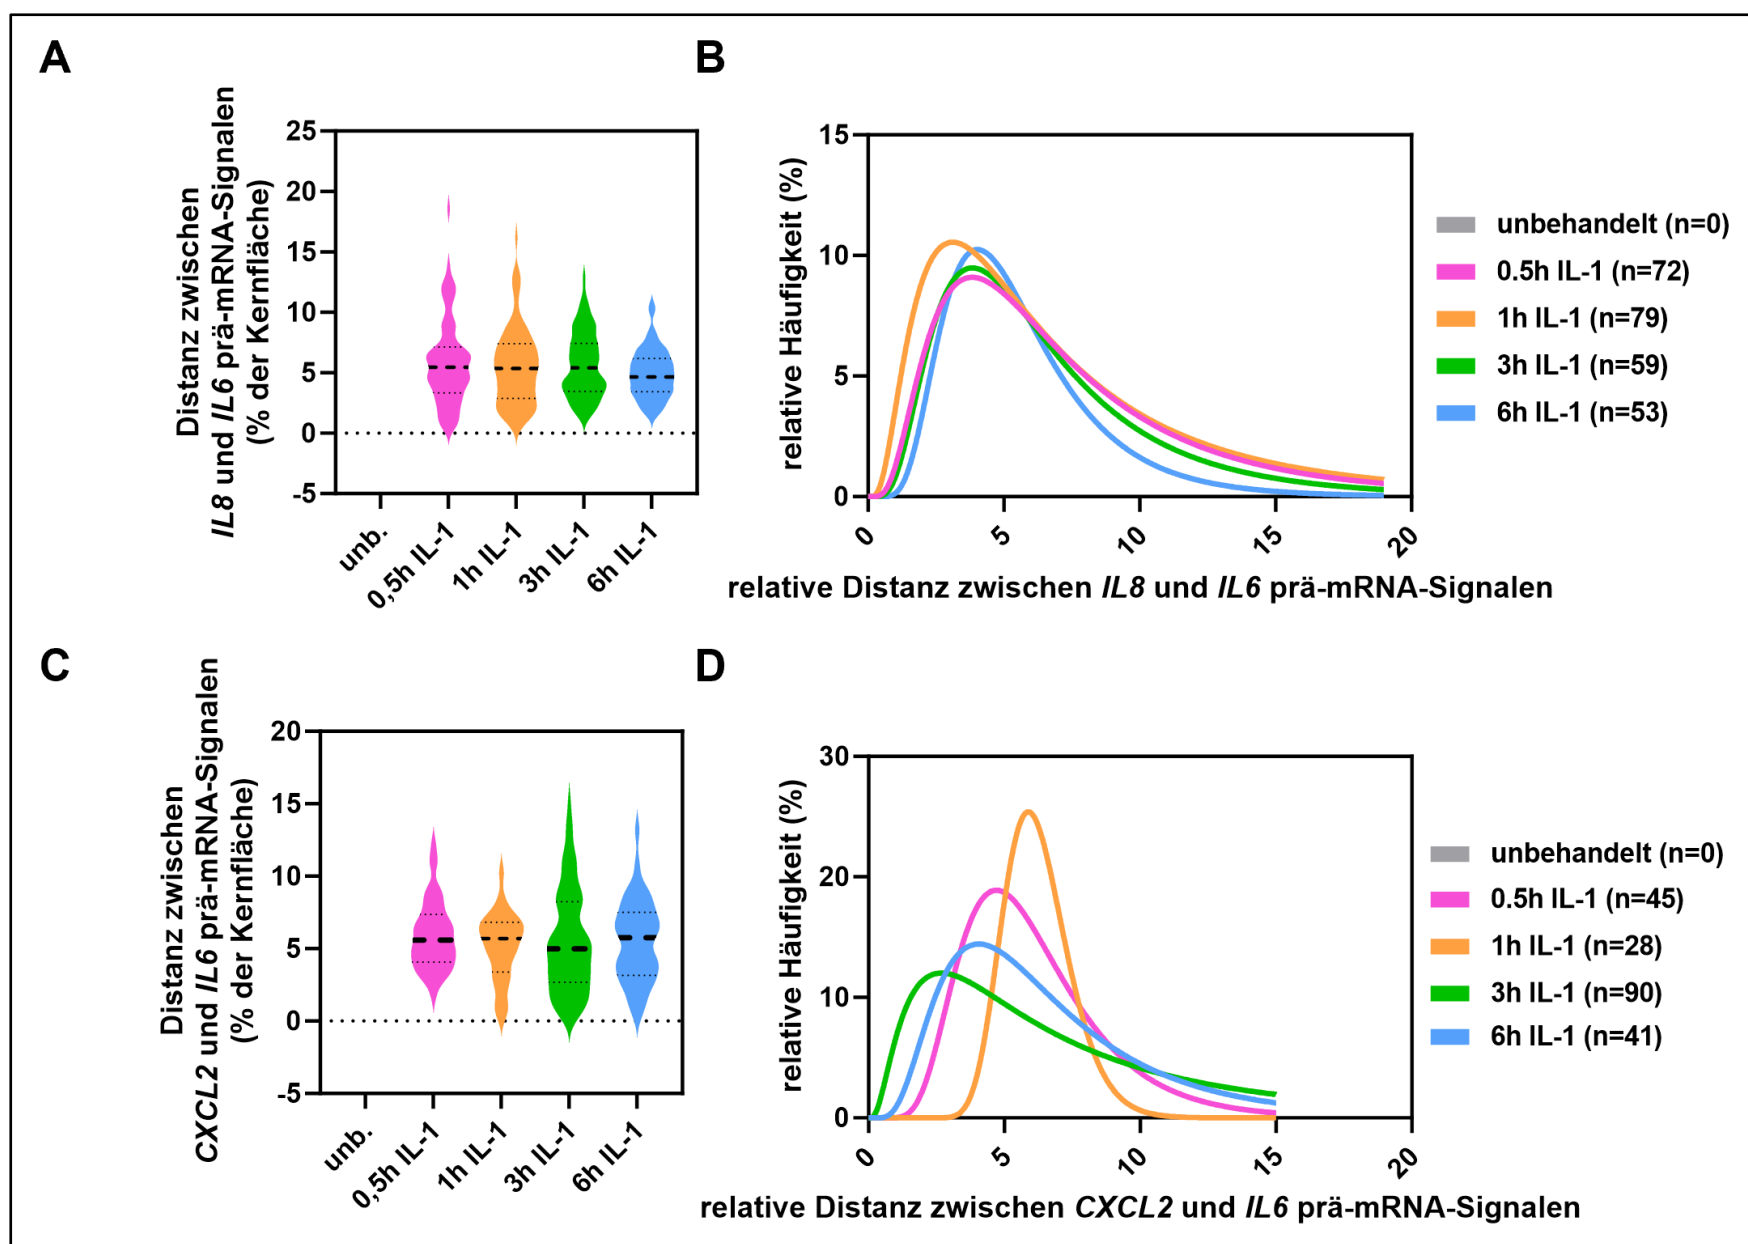 A
Distanz zwischen
IL8 und IL6 prä-mRNA-Signalen
(% der Kernfläche)
25
20
15
10
5
0
-5
unb.
0,5h IL-1
1h IL-1
3h IL-1
6h IL-1
B
relative Häufigkeit (%)
15
10
5
0
0
5
10
15
20
relative Distanz zwischen IL8 und IL6 prä-mRNA-Signalen
unbehandelt (n=0)
0.5h IL-1 (n=72)
1h IL-1 (n=79)
3h IL-1 (n=59)
6h IL-1 (n=53)
C
Distanz zwischen
CXCL2 und IL6 prä-mRNA-Signalen
(% der Kernfläche)
20
15
10
5
0
-5
unb.
0,5h IL-1
1h IL-1
3h IL-1
6h IL-1
D
relative Häufigkeit (%)
30
20
10
0
0
5
10
15
20
relative Distanz zwischen CXCL2 und IL6 prä-mRNA-Signalen
unbehandelt (n=0)
0.5h IL-1 (n=45)
1h IL-1 (n=28)
3h IL-1 (n=90)
6h IL-1 (n=41)